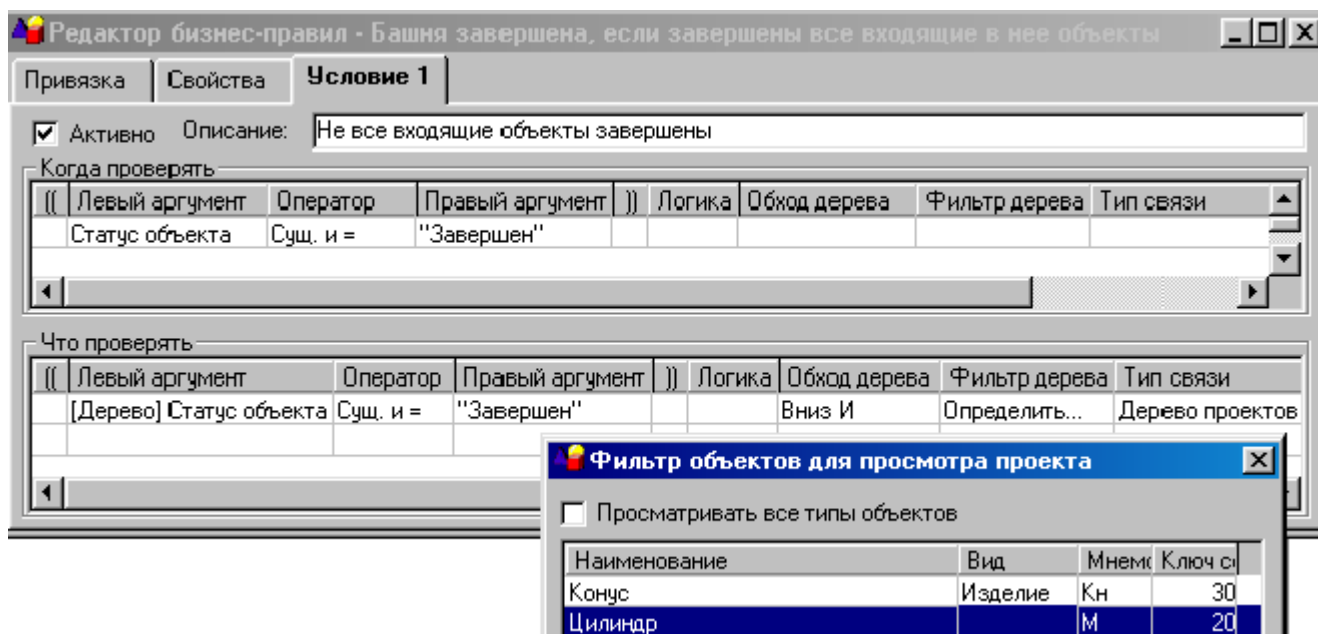 Редактор бизнес-правил - Башня завершена, если завершены все входящие в нее объекты
Привязка Свойства Условие 1
Активно Описание: Не все входящие объекты завершены
Когда проверять
(( Левый аргумент Оператор Правый аргумент )) Логика Обход дерева Фильтр дерева Тип связи
Статус объекта Сущ. и = "Завершен"
Что проверять
(( Левый аргумент Оператор Правый аргумент )) Логика Обход дерева Фильтр дерева Тип связи
[Дерево] Статус объекта Сущ. и = "Завершен" Вниз И Определить... Дерево проектов
Фильтр объектов для просмотра проекта
Просматривать все типы объектов
Наименование Вид Мнемо Ключ со
Конус Изделие Кн 30
Цилиндр М 20